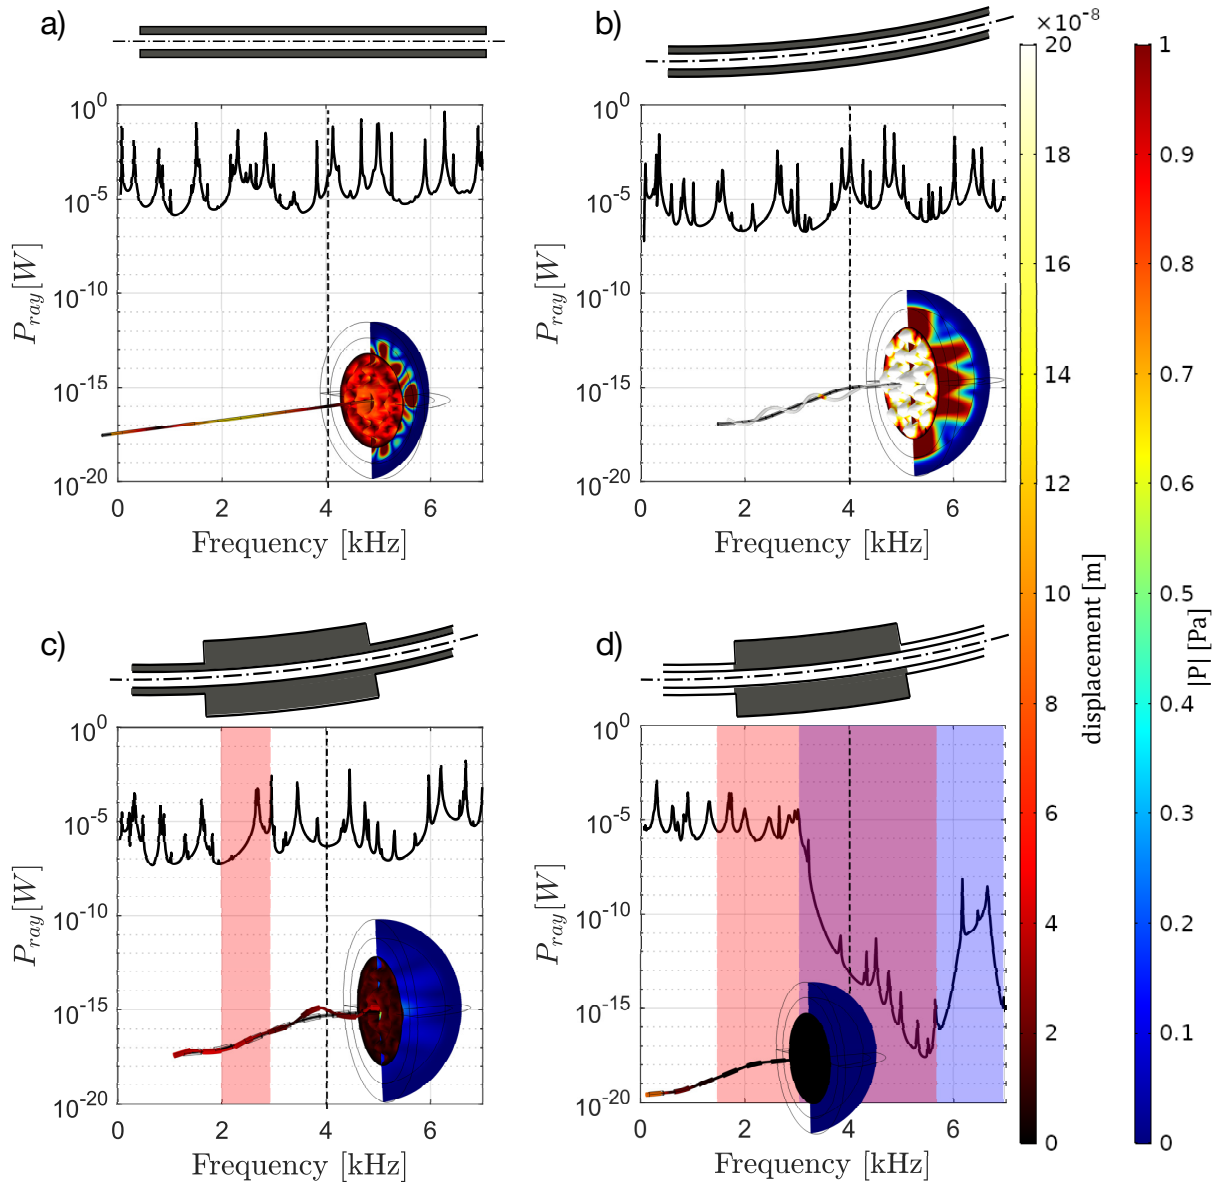 a)
10^0
10^-5
10^-10
10^-15
10^-20
P_ray[W]
0 2 4 6
Frequency [kHz]
b)
10^0
10^-5
10^-10
10^-15
10^-20
P_ray[W]
0 2 4 6
Frequency [kHz]
c)
10^0
10^-5
10^-10
10^-15
10^-20
P_ray[W]
0 2 4 6
Frequency [kHz]
d)
10^0
10^-5
10^-10
10^-15
10^-20
P_ray[W]
0 2 4 6
Frequency [kHz]
×10^-8
20
18
16
14
12
10
8
6
4
2
0
displacement [m]
1
0.9
0.8
0.7
0.6
0.5
0.4
0.3
0.2
0.1
0
|P| [Pa]